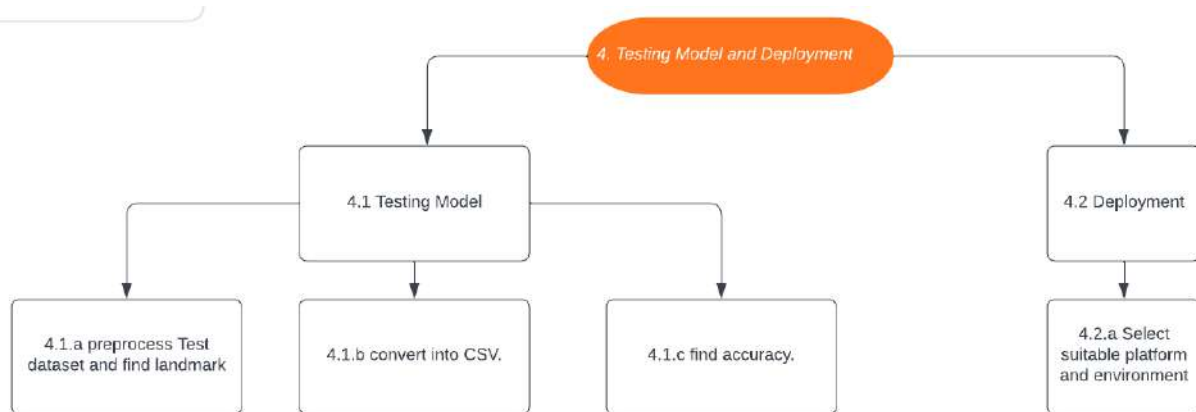 4. Testing Model and Deployment
4.1 Testing Model
4.2 Deployment
4.1.a preprocess Test
dataset and find landmark
4.1.b convert into CSV.
4.1.c find accuracy.
4.2.a Select
suitable platform
and environment